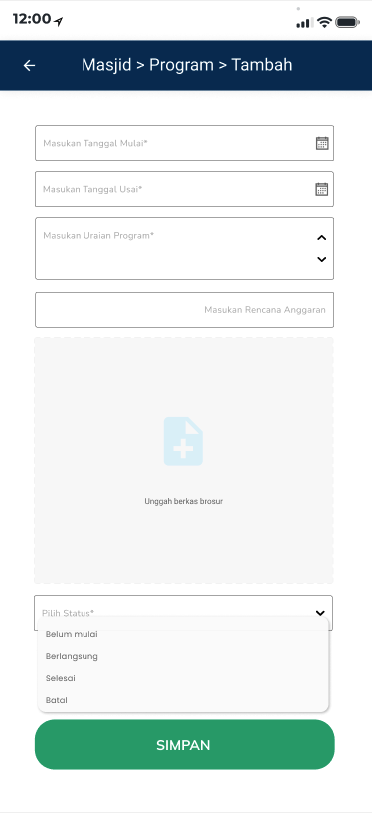 12:00
Masjid > Program > Tambah
Masukan Tanggal Mulai*
Masukan Tanggal Usai*
Masukan Uraian Program*
Masukan Rencana Anggaran
Unggah berkas brosur
Pilih Status*
Belum mulai
Berlangsung
Selesai
Batal
SIMPAN